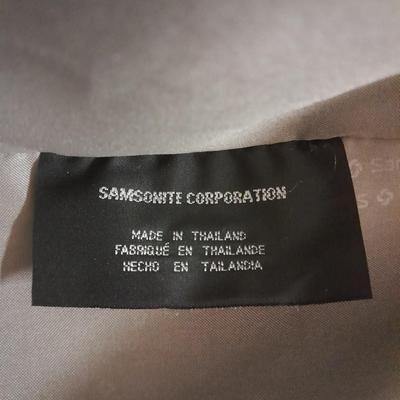 SAMSONITE CORPORATION
MADE IN THAILAND
FABRIQUÉ EN THAILANDE
HECHO EN TAILANDIA